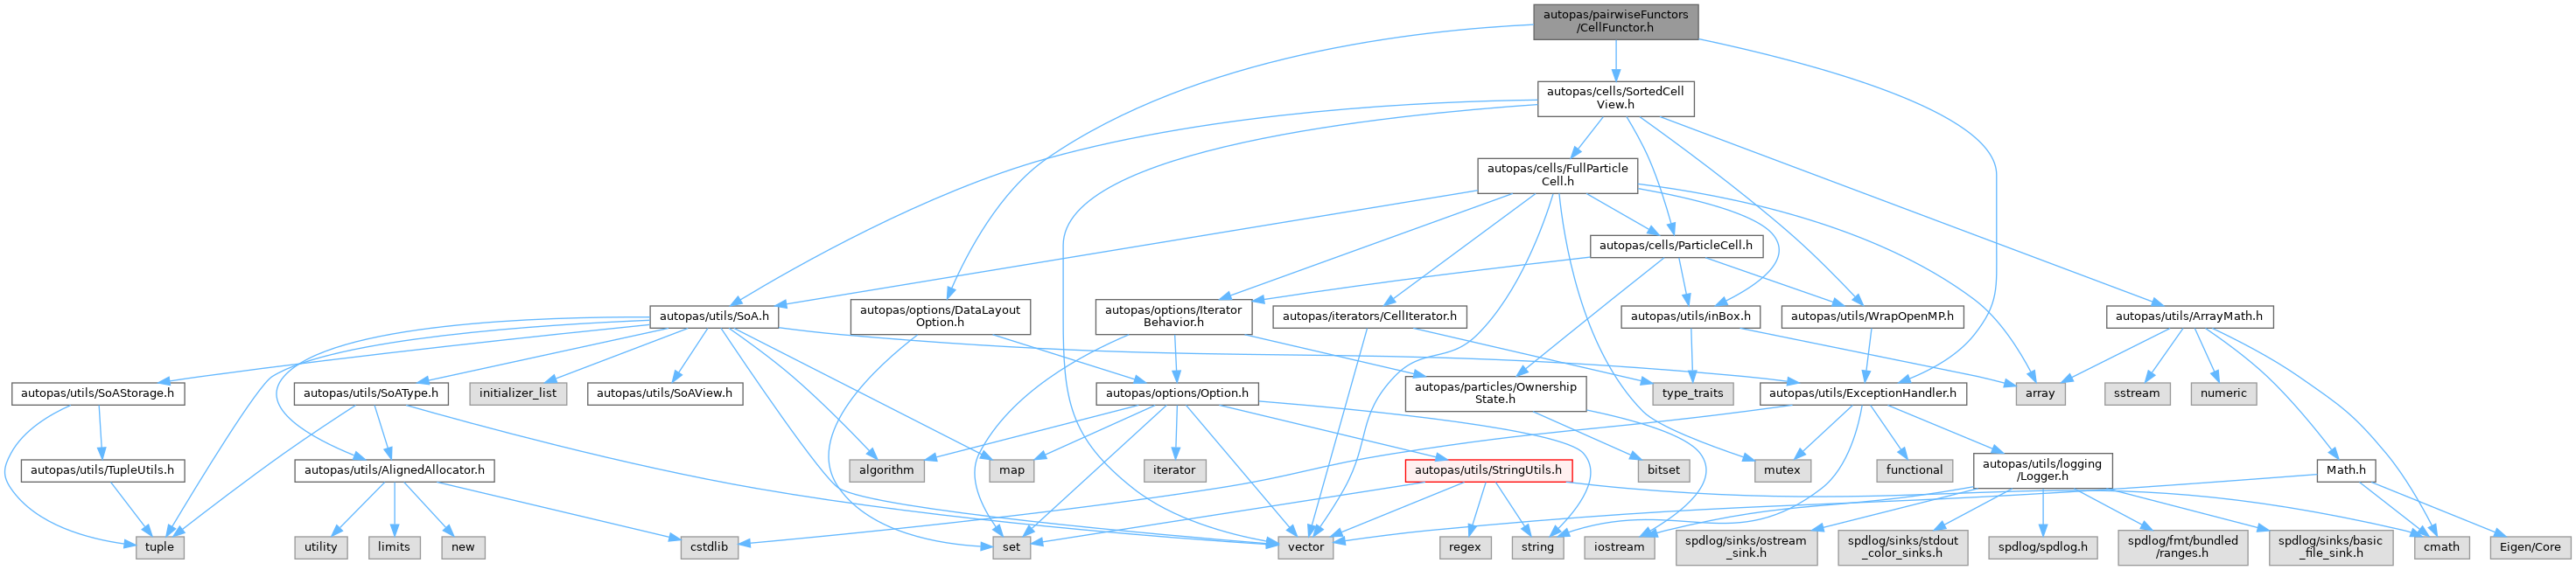 autopas/pairwiseFunctors
/CellFunctor.h
autopas/cells/SortedCell
View.h
autopas/cells/FullParticle
Cell.h
autopas/cells/ParticleCell.h
autopas/utils/SoA.h
autopas/options/DataLayout
Option.h
autopas/options/Iterator
Behavior.h
autopas/iterators/CellIterator.h
autopas/utils/inBox.h
autopas/utils/WrapOpenMP.h
autopas/utils/ArrayMath.h
autopas/utils/SoAStorage.h
autopas/utils/SoAType.h
initializer_list
autopas/utils/SoAView.h
autopas/options/Option.h
autopas/particles/Ownership
State.h
type_traits
autopas/utils/ExceptionHandler.h
array
sstream
numeric
autopas/utils/TupleUtils.h
autopas/utils/AlignedAllocator.h
algorithm
map
iterator
autopas/utils/StringUtils.h
bitset
mutex
functional
autopas/utils/logging
/Logger.h
Math.h
tuple
utility
limits
new
cstdlib
set
vector
regex
string
iostream
spdlog/sinks/ostream
_sink.h
spdlog/sinks/stdout
_color_sinks.h
spdlog/spdlog.h
spdlog/fmt/bundled
/ranges.h
spdlog/sinks/basic
_file_sink.h
cmath
Eigen/Core